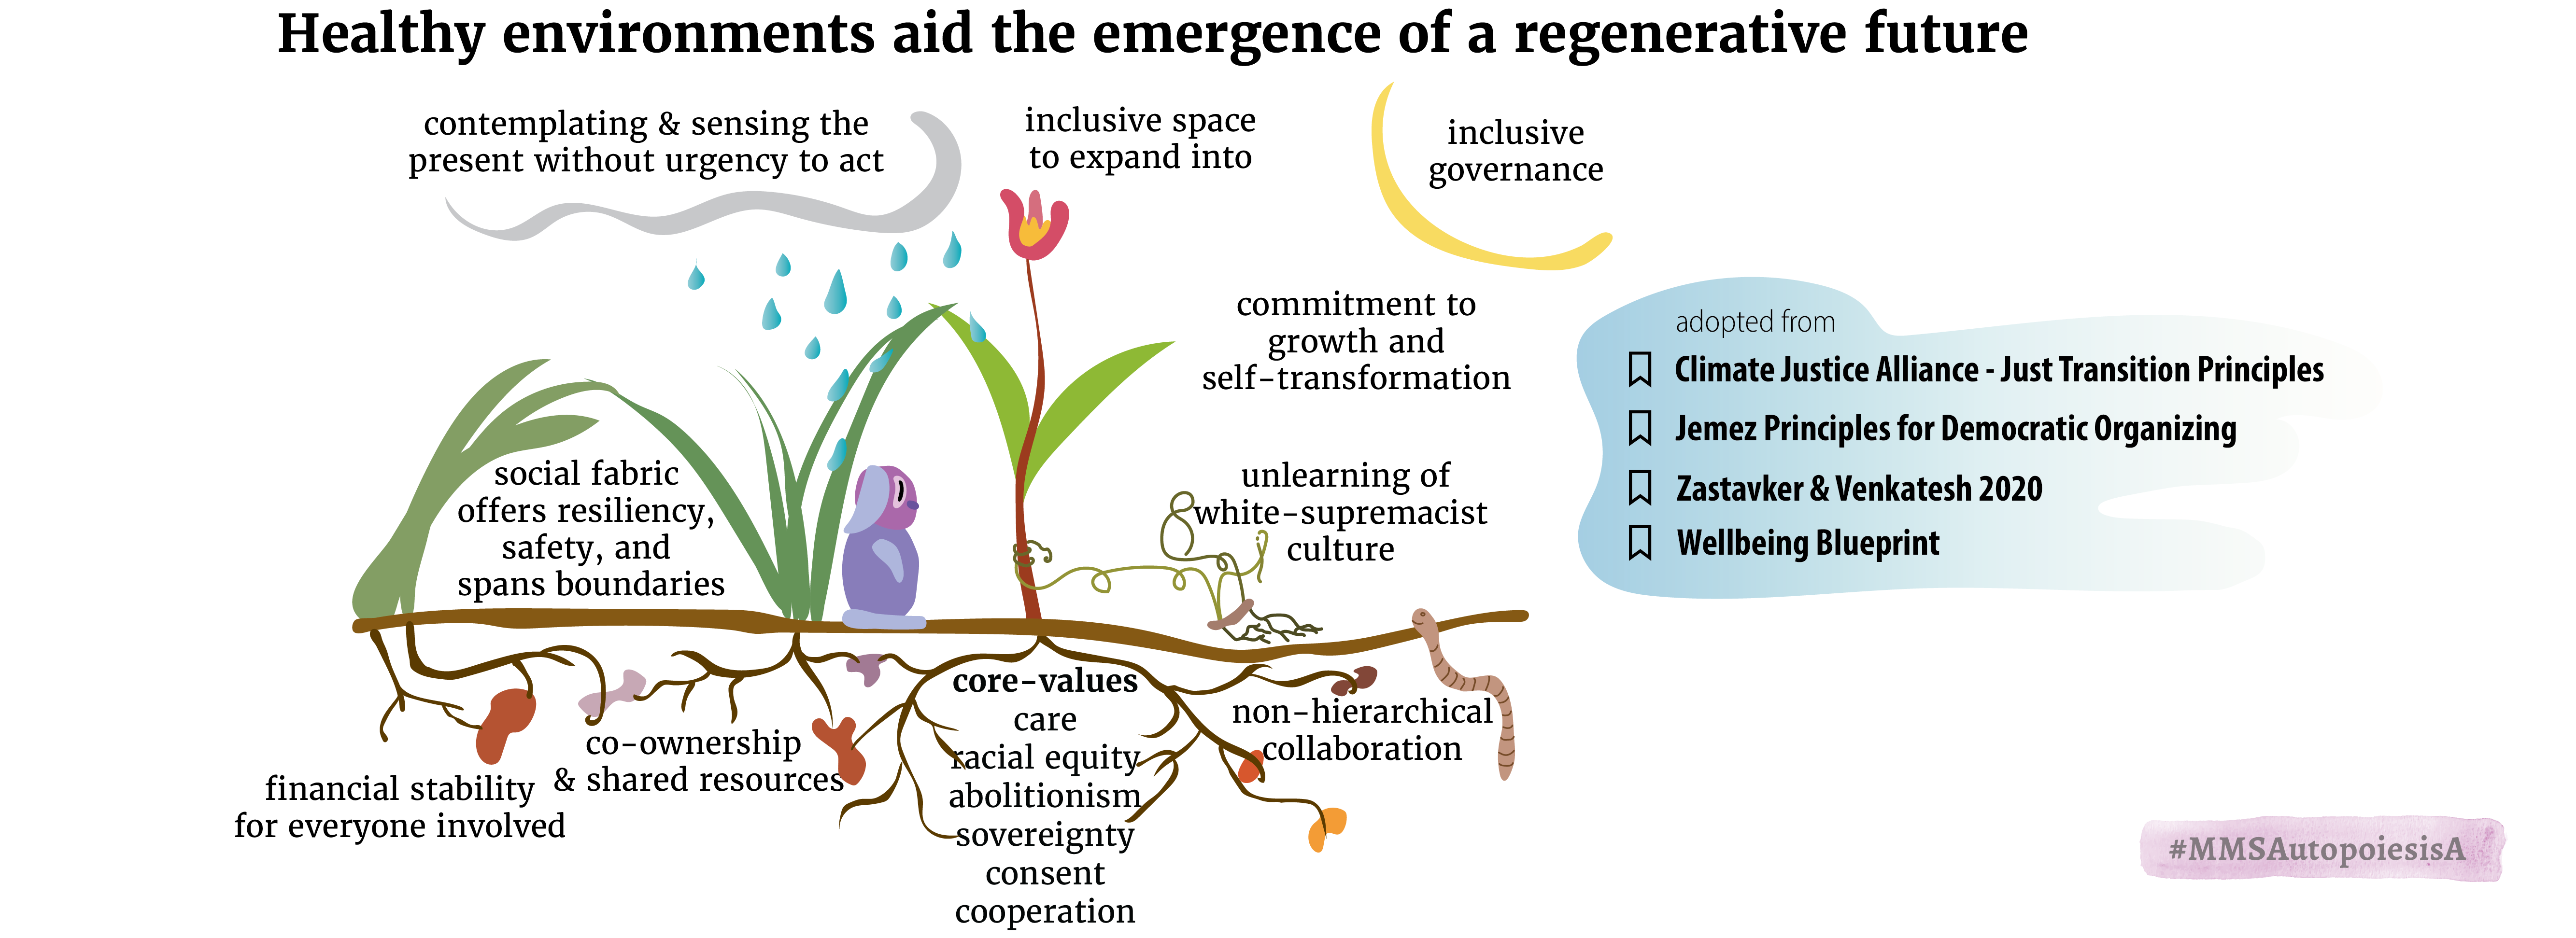 Healthy environments aid the emergence of a regenerative future
contemplating & sensing the
present without urgency to act
inclusive space
to expand into
inclusive
governance
commitment to
growth and
self-transformation
social fabric
offers resiliency,
safety, and
spans boundaries
unlearning of
white-supremacist
culture
adopted from
Climate Justice Alliance - Just Transition Principles
Jemez Principles for Democratic Organizing
Zastavker & Venkatesh 2020
Wellbeing Blueprint
financial stability
for everyone involved
co-ownership
& shared resources
core-values
care
racial equity
abolitionism
sovereignty
consent
cooperation
non-hierarchical
collaboration
#MMSAutopoiesisA